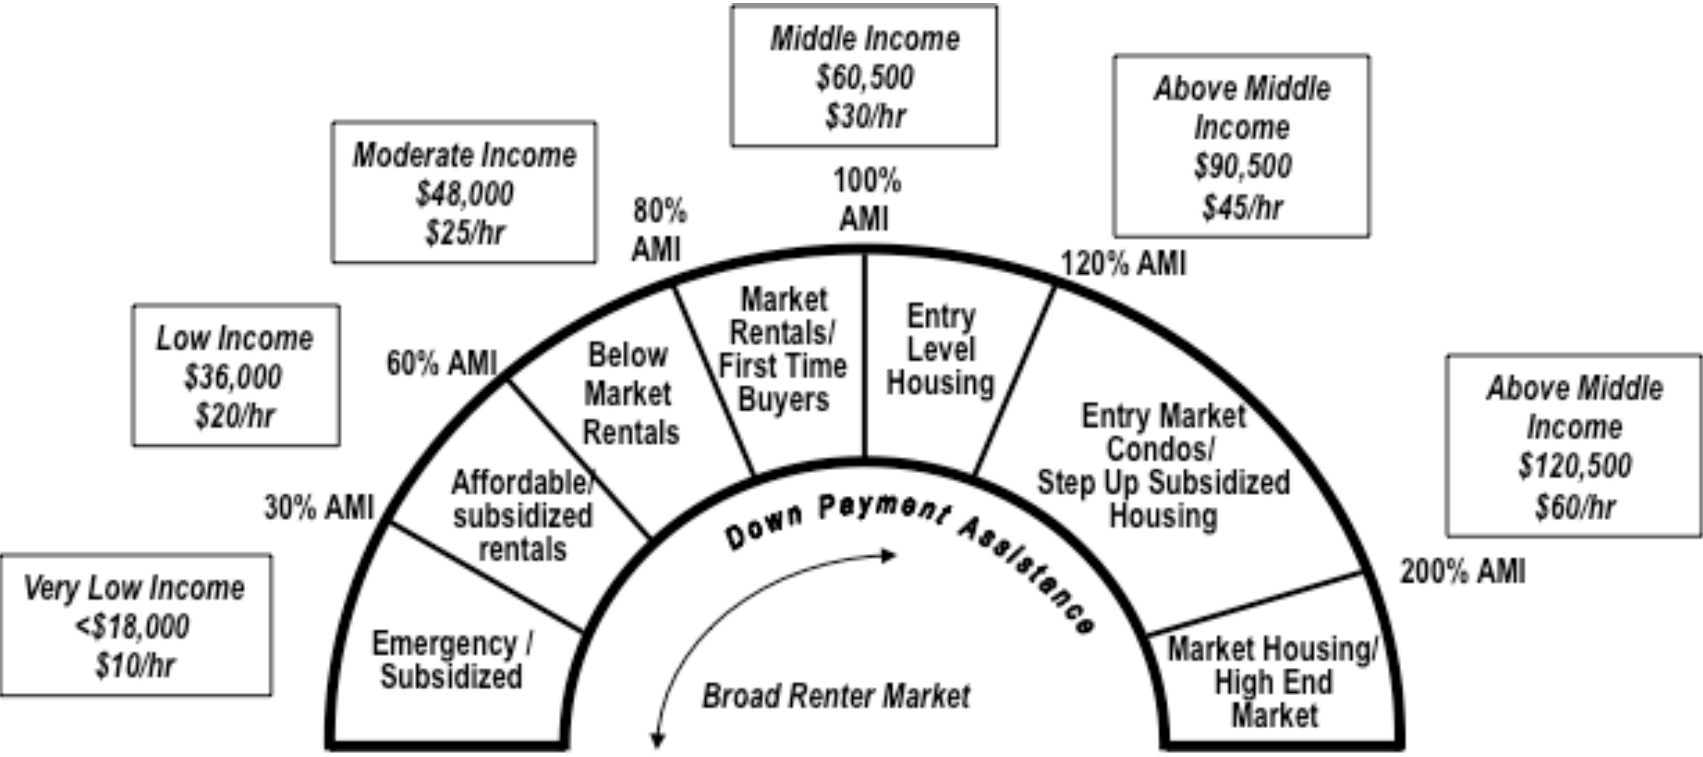 Middle Income
$60,500
$30/hr
Above Middle
Income
$90,500
$45/hr
Moderate Income
$48,000
$25/hr
100%
AMI
80%
AMI
120% AMI
Low Income
$36,000
$20/hr
60% AMI
Market
Rentals/
First Time
Buyers
Entry
Level
Housing
Below
Market
Rentals
Above Middle
Income
$120,500
$60/hr
Entry Market
Condos/
Step Up Subsidized
Housing
30% AMI
Affordable/
subsidized
rentals
Down Payment Assistance
200% AMI
Very Low Income
<$18,000
$10/hr
Emergency /
Subsidized
Broad Renter Market
Market Housing/
High End
Market